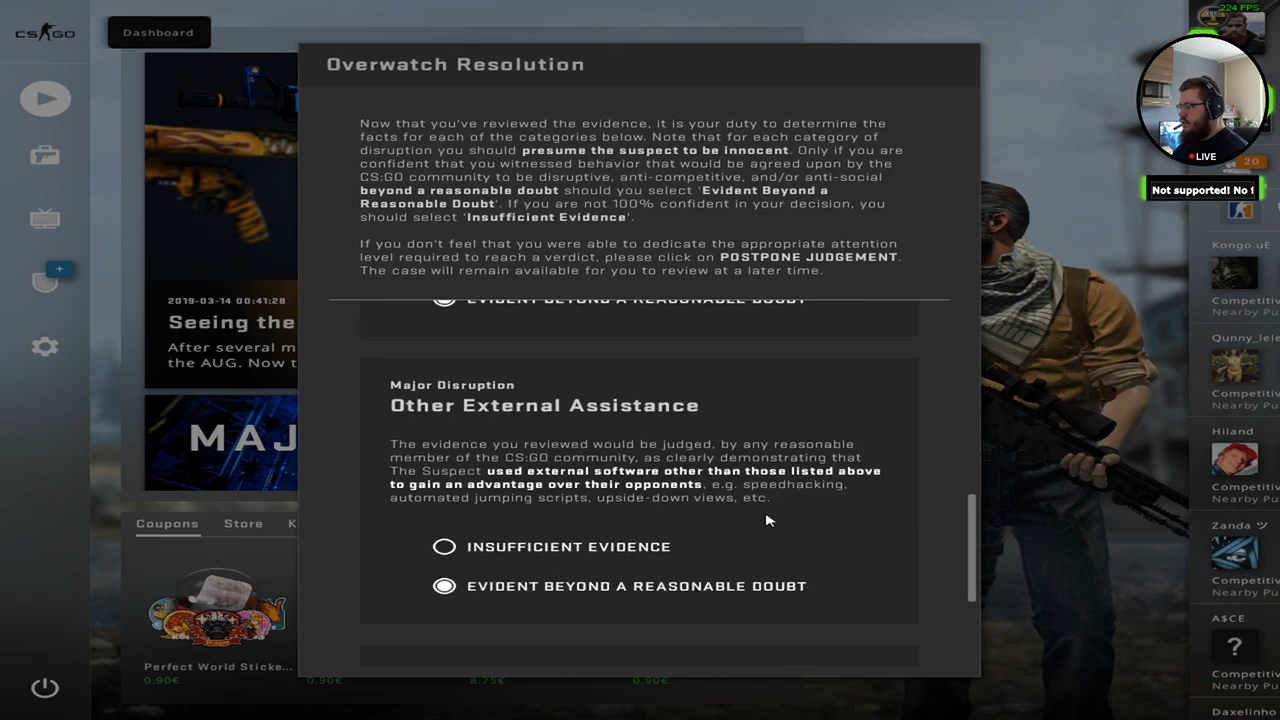 224 FPS
CS GO
Dashboard
Overwatch Resolution
Now that you've reviewed the evidence, it is your duty to determine the
facts for each of the categories below. Note that for each category of
disruption you should presume the suspect to be innocent. Only if you are
confident that you witnessed behavior that would be agreed upon by the
CS:GO community to be disruptive, anti-competitive, and/or anti-social
beyond a reasonable doubt should you select 'Evident Beyond a
Reasonable Doubt'. If you are not 100% confident in your decision, you
should select 'Insufficient Evidence'.
If you don't feel that you were able to dedicate the appropriate attention
level required to reach a verdict, please click on POSTPONE JUDGEMENT.
The case will remain available for you to review at a later time.
EVIDENT BEYOND A REASONABLE DOUBT
Major Disruption
Other External Assistance
The evidence you reviewed would be judged, by any reasonable
member of the CS:GO community, as clearly demonstrating that
The Suspect used external software other than those listed above
to gain an advantage over their opponents, e.g. speedhacking,
automated jumping scripts, upside-down views, etc.
INSUFFICIENT EVIDENCE
EVIDENT BEYOND A REASONABLE DOUBT
2019-03-14 00:41:28
Seeing the
After several m
the AUG. Now t
MAJ
Coupons Store K
Perfect World Sticke...
0.90€ 0.90€ 8.75€ 0.90€
LIVE
20
Not supported! No
Kongo.uE
Competitiv
Nearby Pu
Qunny_lele
Competitiv
Nearby Pu
Hiland
Competitiv
Nearby Pu
Zanda ツ
Competitiv
Nearby Pu
A$CE
?
Competitiv
Nearby Pu
Daxelinho